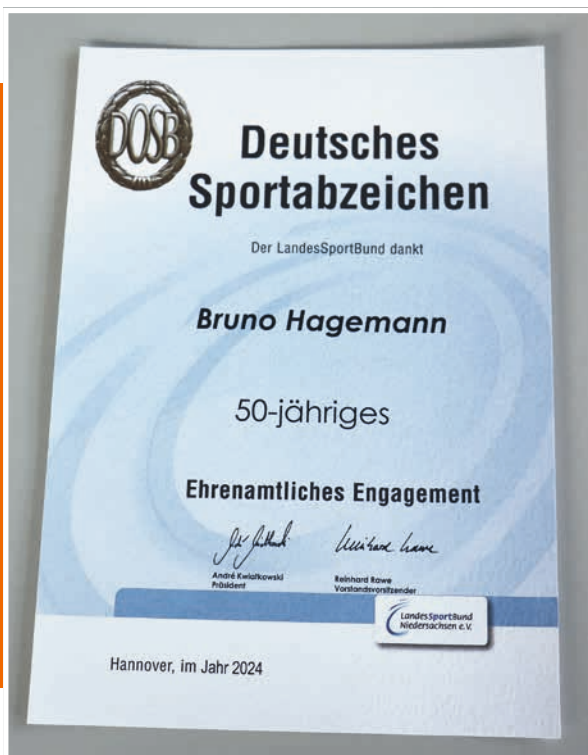 DOSB
Deutsches
Sportabzeichen
Der LandesSportBund dankt
Bruno Hagemann
50-jähriges
Ehrenamtliches Engagement
André Kwiatkowski
Präsident
Reinhard Rawe
Vorstandsvorsitzender
LandesSportBund
Niedersachsen e.V.
Hannover, im Jahr 2024